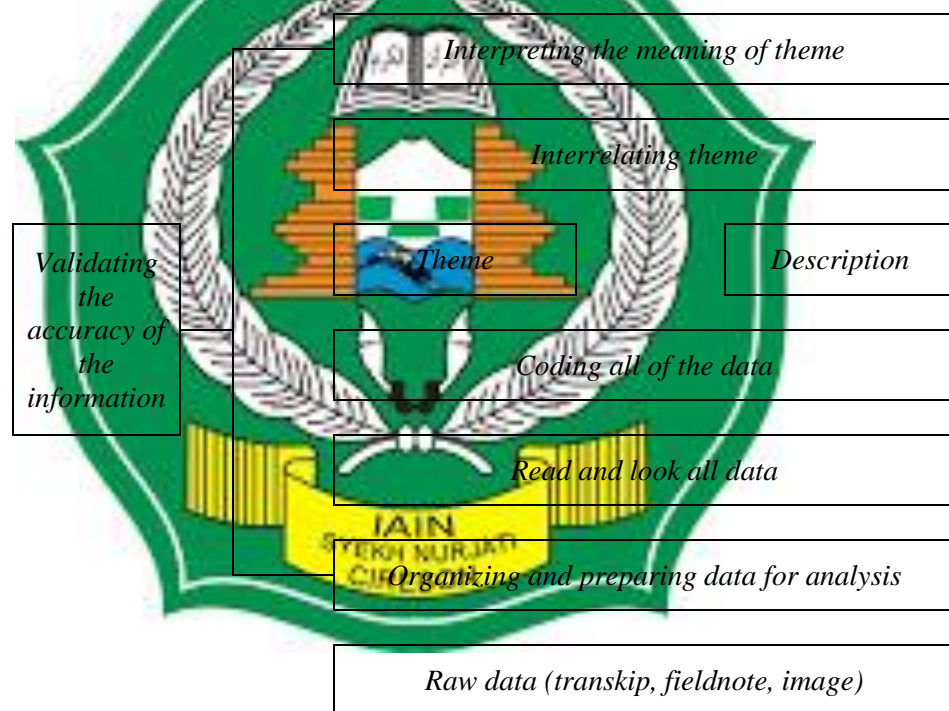 Interpreting the meaning of theme
Interrelating theme
Validating
the
accuracy of
the
information
Theme
Description
Coding all of the data
Read and look all data
IAIN
SYEKH NURJATI
Organizing and preparing data for analysis
Raw data (transkip, fieldnote, image)